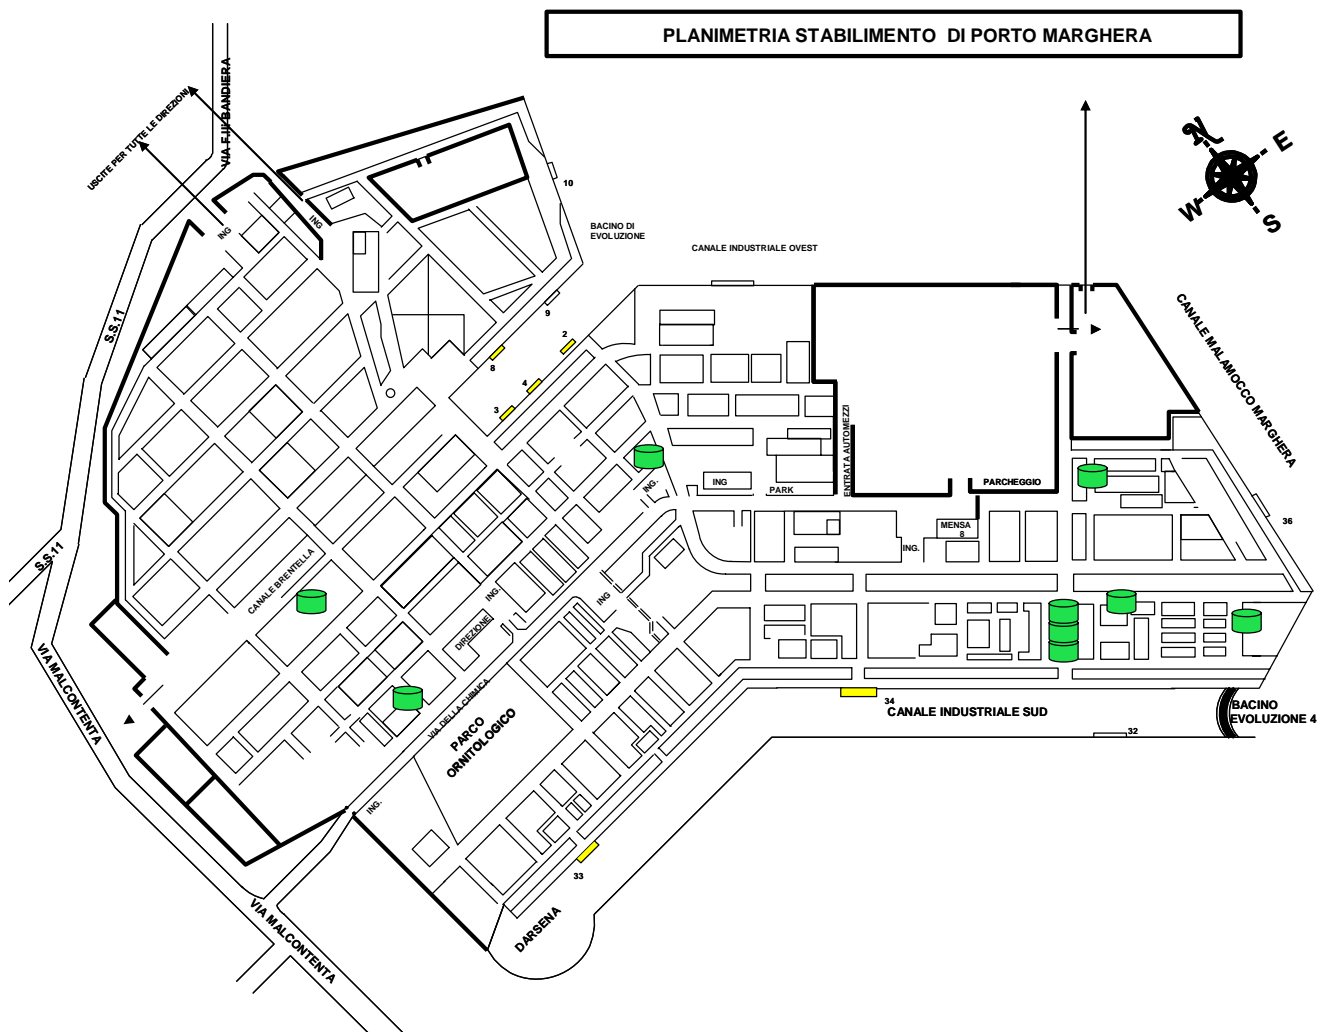 PLANIMETRIA STABILIMENTO DI PORTO MARGHERA
VIA F.lli BANDIERA
USCITE PER TUTTE LE DIREZIONI
N
E
W
S
10
ING
ING
BACINO DI
EVOLUZIONE
CANALE INDUSTRIALE OVEST
9
2
8
4
3
S.S.11
CANALE MALAMOCCO MARGHERA
ENTRATA AUTOMEZZI
ING.
ING
PARK
PARCHEGGIO
36
MENSA
8
ING.
S.S.11
CANALE BRENTELLA
ING.
ING
DIREZIONE
VIA DELLA CHIMICA
PARCO
ORNITOLOGICO
VIA MALCONTENTA
34
CANALE INDUSTRIALE SUD
BACINO
EVOLUZIONE 4
32
ING.
33
DARSENA
VIA MALCONTENTA